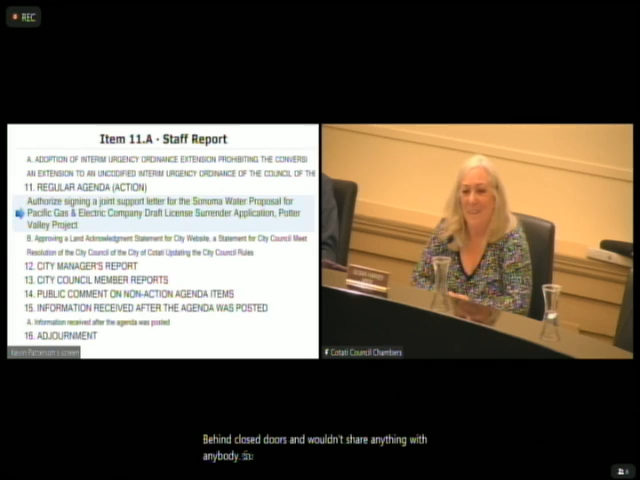 REC
Item 11.A - Staff Report
A. ADOPTION OF INTERIM URGENCY ORDINANCE EXTENSION PROHIBITING THE CONVERSI
AN EXTENSION TO AN UNCODIFIED INTERIM URGENCY ORDINANCE OF THE COUNCIL OF THE
11. REGULAR AGENDA (ACTION)
Authorize signing a joint support letter for the Sonoma Water Proposal for
Pacific Gas & Electric Company Draft License Surrender Application, Potter
Valley Project
B. Approving a Land Acknowledgment Statement for City Website, a Statement for City Council Meet
Resolution of the City Council of the City of Cotati Updating the City Council Rules
12. CITY MANAGER'S REPORT
13. CITY COUNCIL MEMBER REPORTS
14. PUBLIC COMMENT ON NON-ACTION AGENDA ITEMS
15. INFORMATION RECEIVED AFTER THE AGENDA WAS POSTED
A. Information received after the agenda was posted
16. ADJOURNMENT
Cotati Council Chambers
Behind closed doors and wouldn't share anything with
anybody.